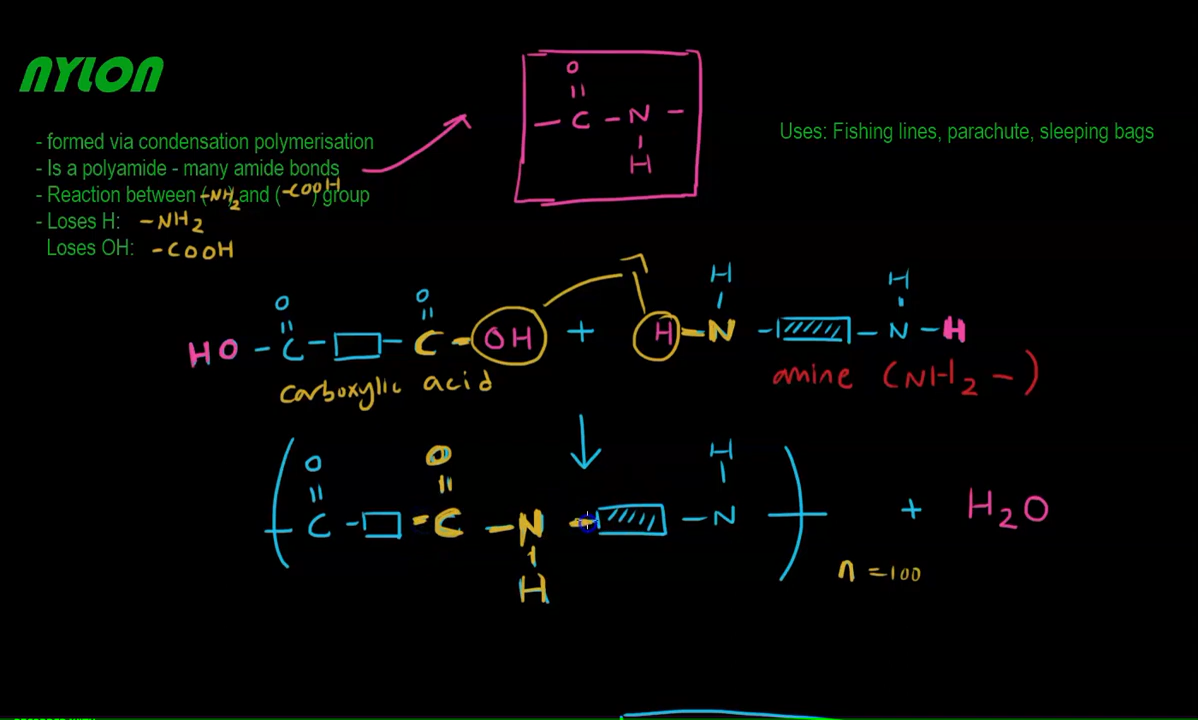 NYLON
- formed via condensation polymerisation
- Is a polyamide - many amide bonds
- Reaction between (-NH2) and (-COOH) group
- Loses H: -NH2
Loses OH: -COOH
O
||
- C - N -
|
H
Uses: Fishing lines, parachute, sleeping bags
O O H H
|| || | |
HO - C - - C - OH + H - N - - N - H
carboxylic acid
amine (NH2 -)
O O H
|| || |
( - C - - C - N - - N - ) + H2O
|
H
n = 100